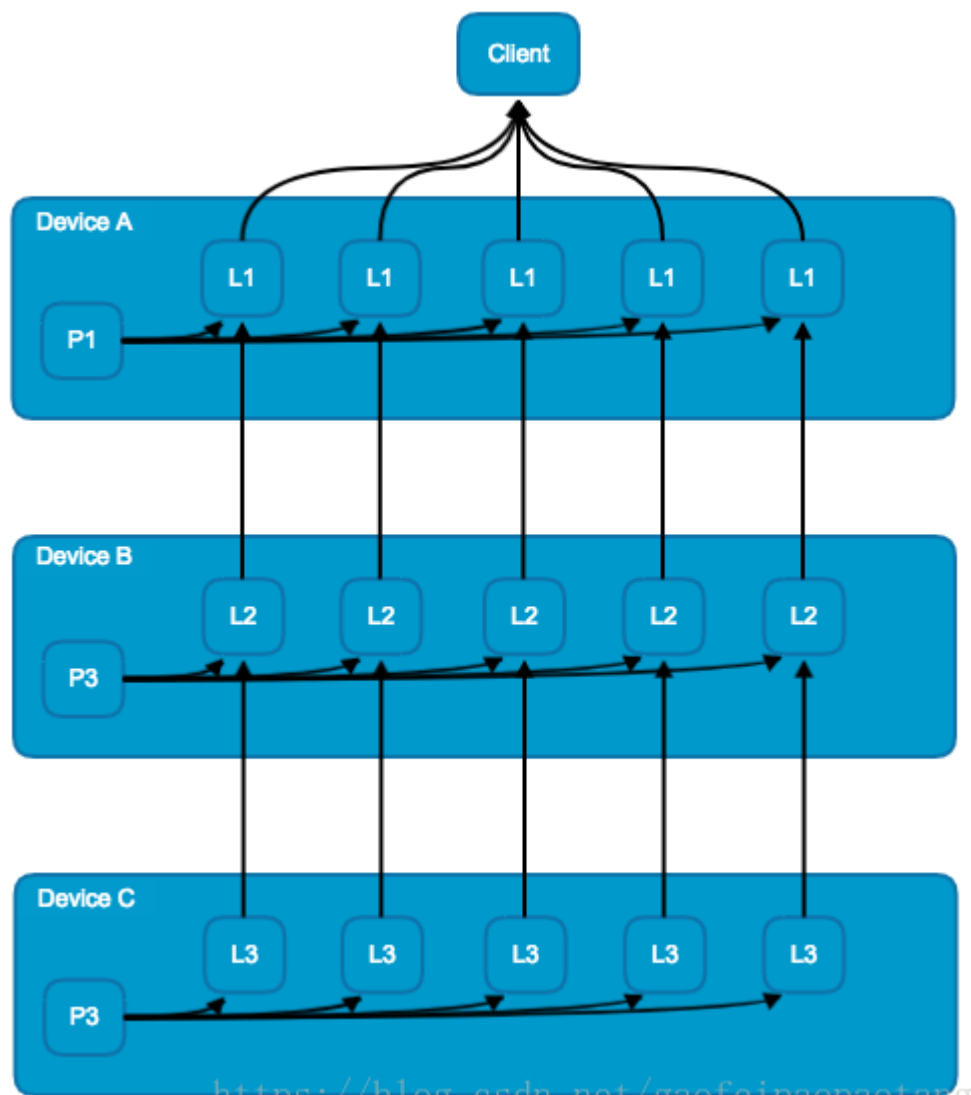 Client
Device A
L1 L1 L1 L1 L1
P1
Device B
L2 L2 L2 L2 L2
P3
Device C
L3 L3 L3 L3 L3
P3